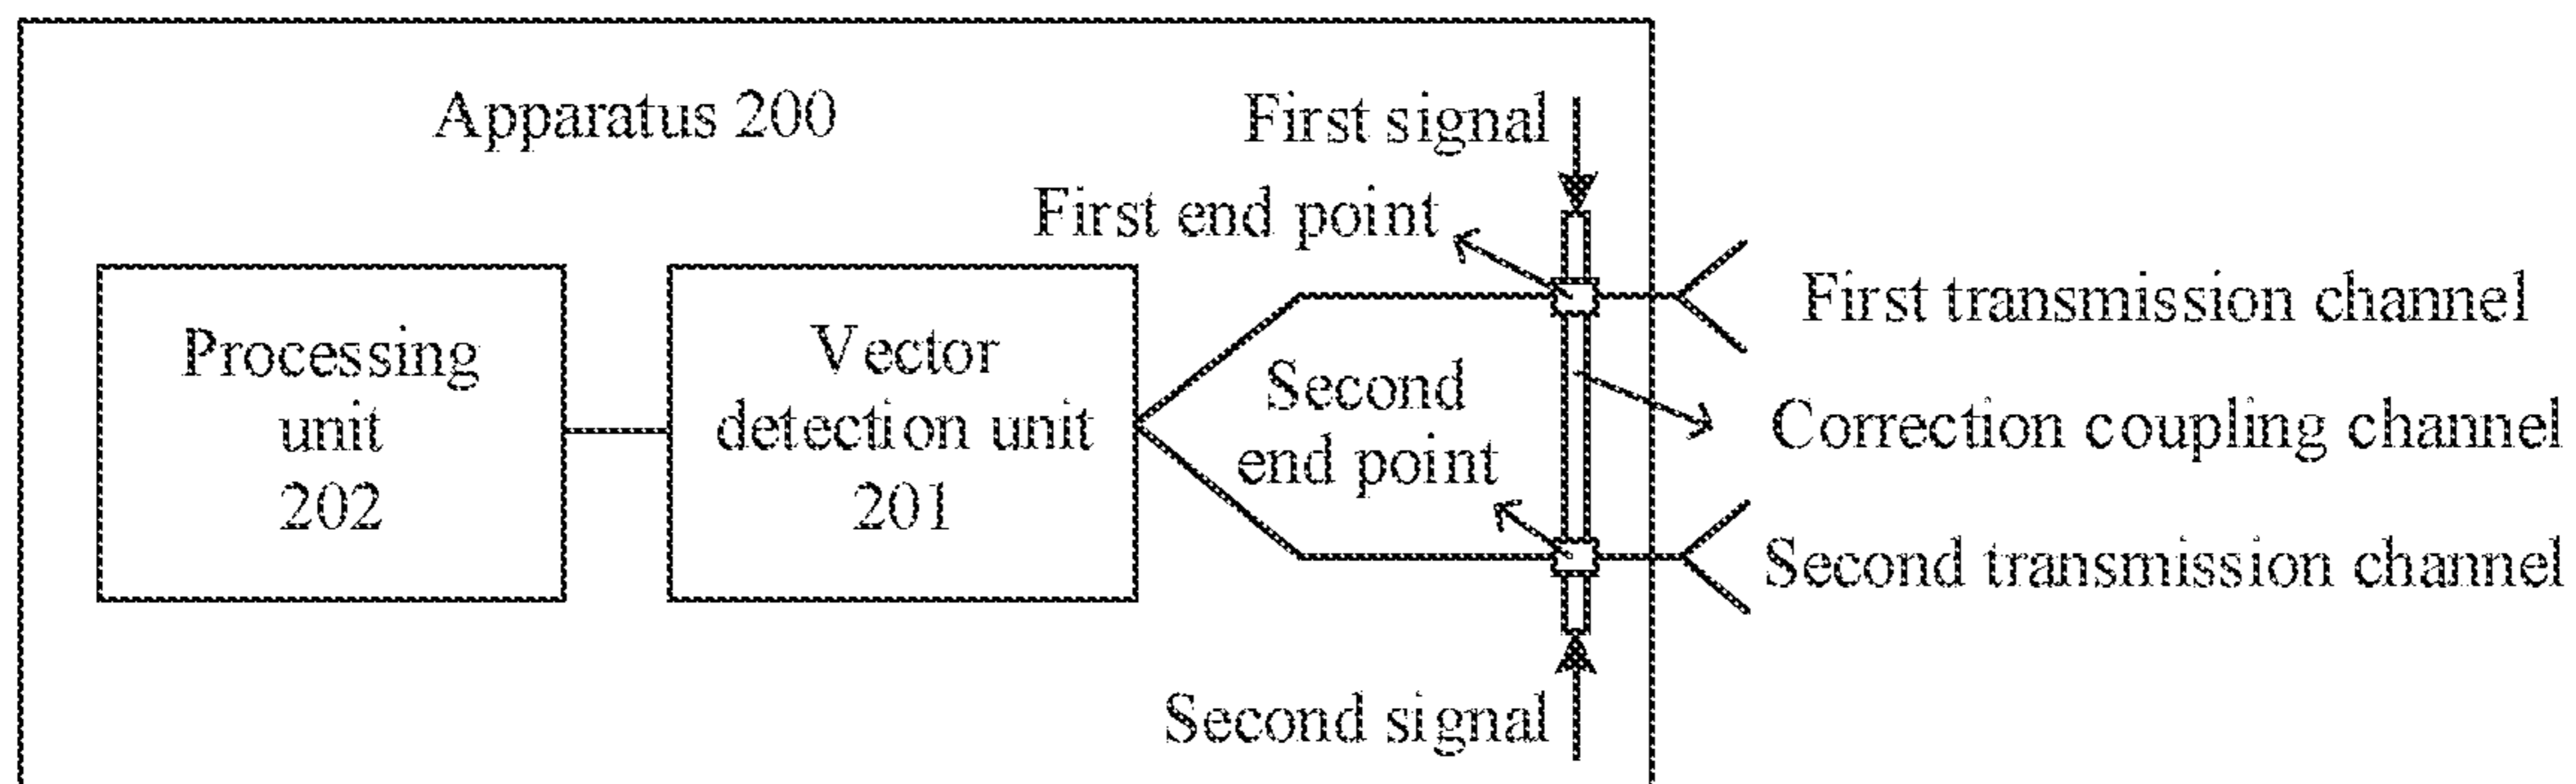 Apparatus 200
First signal
First end point
Processing
unit
202
Vector
detection unit
201
Second
end point
Second signal
First transmission channel
Correction coupling channel
Second transmission channel